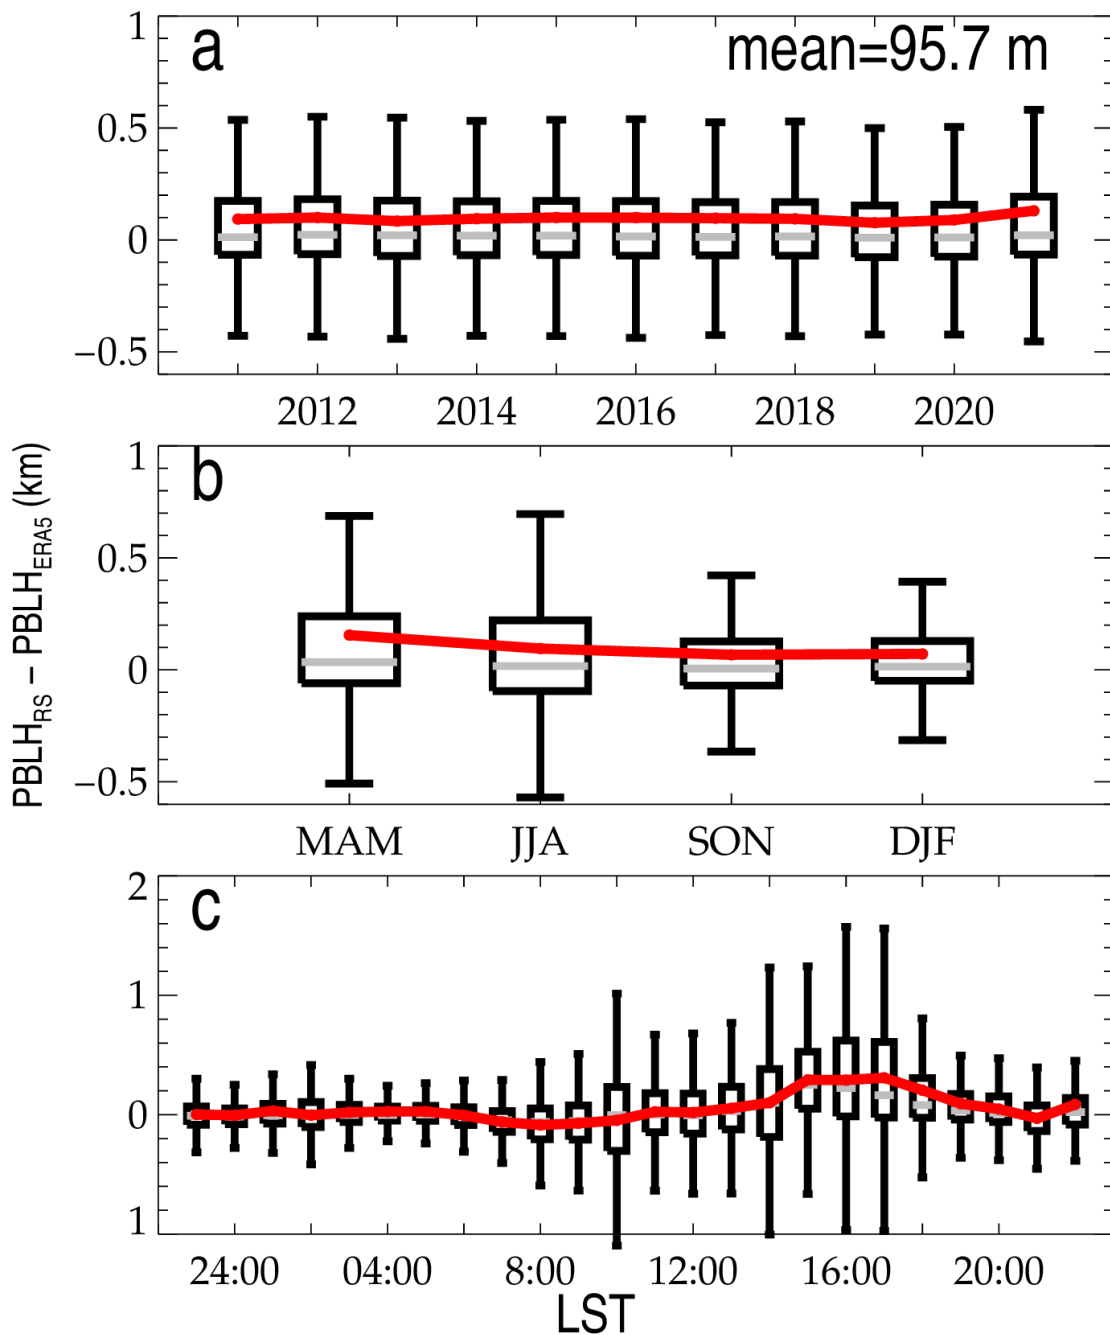 1
a
mean=95.7 m
0.5
0
−0.5
2012 2014 2016 2018 2020
PBLH_RS − PBLH_ERA5 (km)
1
b
0.5
0
−0.5
MAM JJA SON DJF
2
c
1
0
1
24:00 04:00 8:00 12:00 16:00 20:00
LST